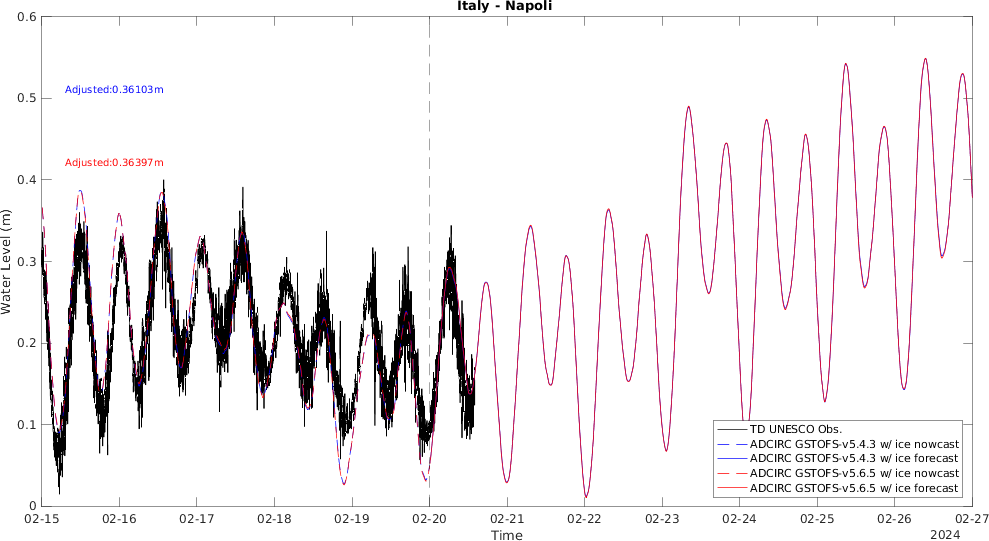 Italy - Napoli
0.6
0.5
0.4
0.3
0.2
0.1
0
Water Level (m)
Adjusted:0.36103m
Adjusted:0.36397m
TD UNESCO Obs.
ADCIRC GSTOFS-v5.4.3 w/ ice nowcast
ADCIRC GSTOFS-v5.4.3 w/ ice forecast
ADCIRC GSTOFS-v5.6.5 w/ ice nowcast
ADCIRC GSTOFS-v5.6.5 w/ ice forecast
02-15 02-16 02-17 02-18 02-19 02-20 02-21 02-22 02-23 02-24 02-25 02-26 02-27
Time
2024